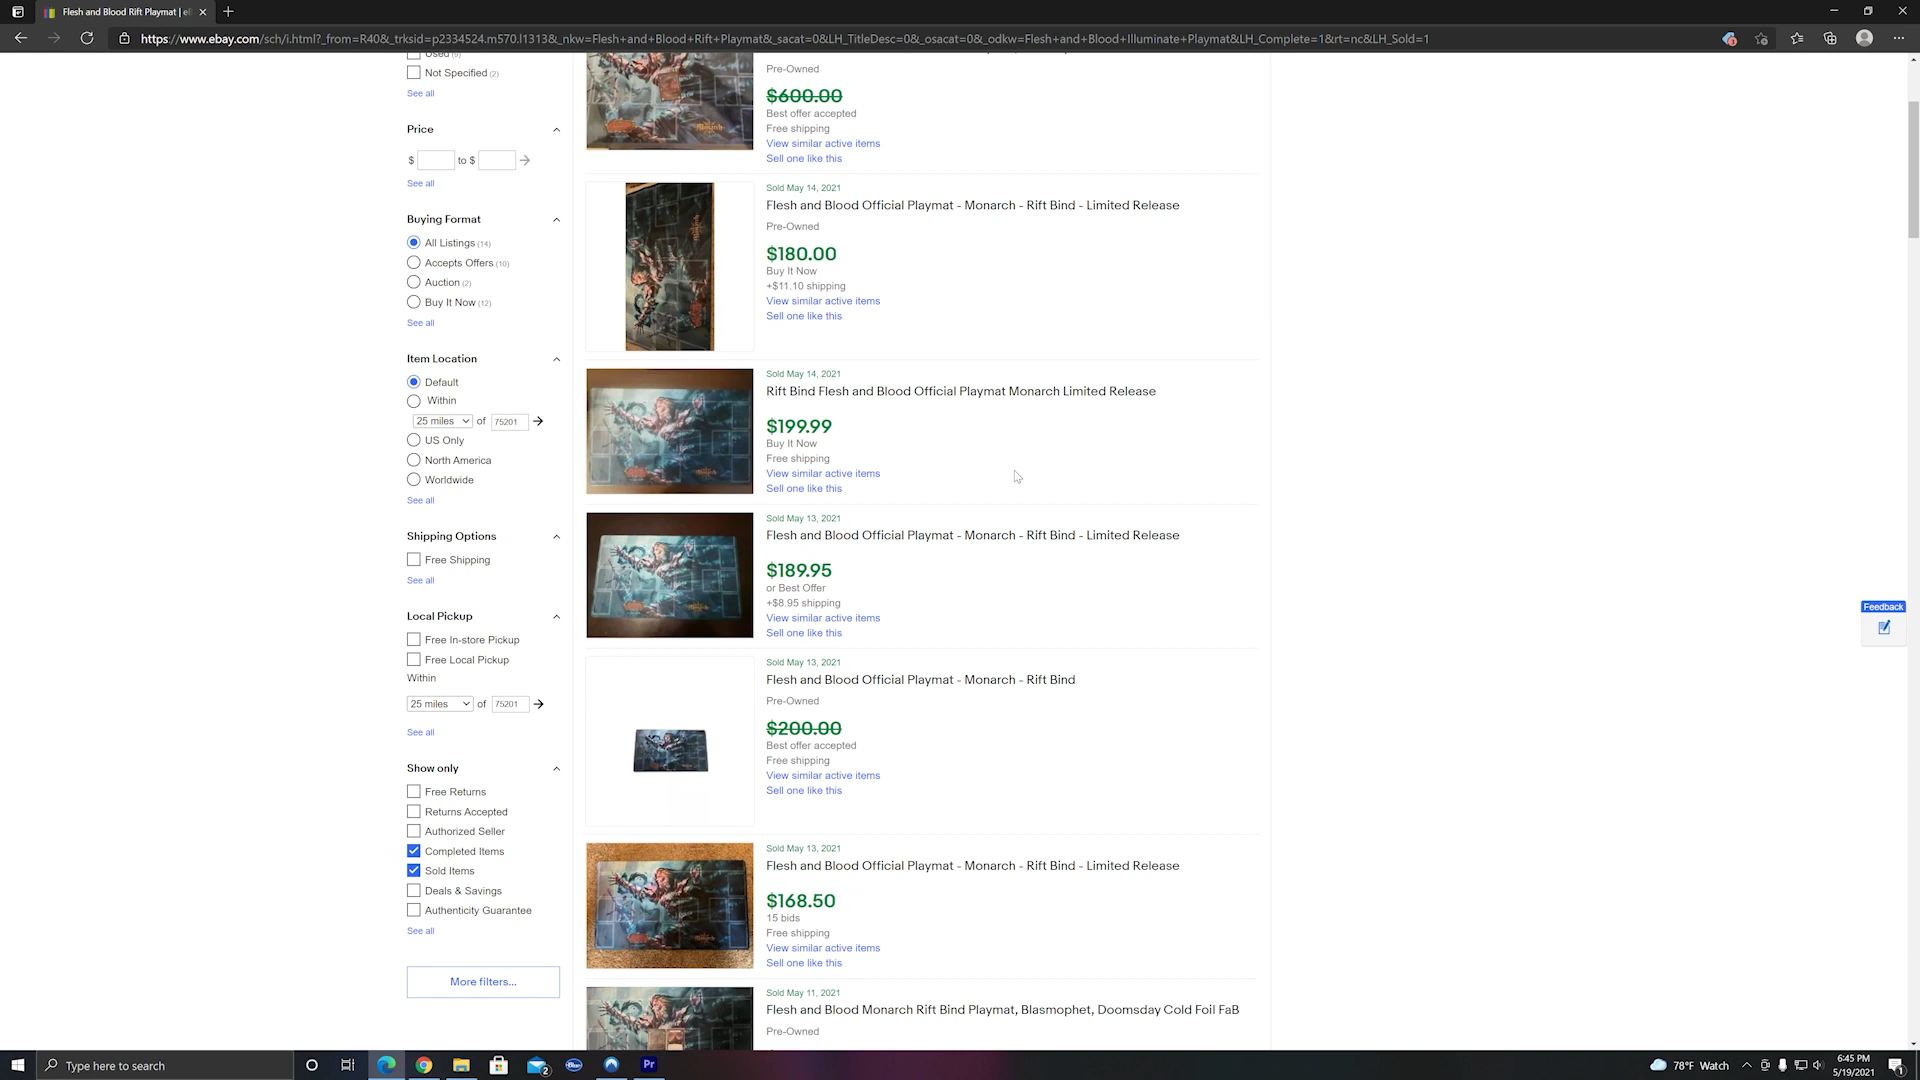 Flesh and Blood Rift Playmat | eB
https://www.ebay.com/sch/i.html?_from=R40&_trksid=p2334524.m570.l1313&_nkw=Flesh+and+Blood+Rift+Playmat&_sacat=0&LH_TitleDesc=0&_osacat=0&_odkw=Flesh+and+Blood+Illuminate+Playmat&LH_Complete=1&rt=nc&LH_Sold=1
Not Specified (2)
See all
Price
$ to $
See all
Buying Format
All Listings (14)
Accepts Offers (10)
Auction (2)
Buy It Now (12)
See all
Item Location
Default
Within
25 miles of 75201
US Only
North America
Worldwide
See all
Shipping Options
Free Shipping
See all
Local Pickup
Free In-store Pickup
Free Local Pickup
Within
25 miles of 75201
See all
Show only
Free Returns
Returns Accepted
Authorized Seller
Completed Items
Sold Items
Deals & Savings
Authenticity Guarantee
See all
More filters...
Pre-Owned
$600.00
Best offer accepted
Free shipping
View similar active items
Sell one like this
Sold May 14, 2021
Flesh and Blood Official Playmat - Monarch - Rift Bind - Limited Release
Pre-Owned
$180.00
Buy It Now
+$11.10 shipping
View similar active items
Sell one like this
Sold May 14, 2021
Rift Bind Flesh and Blood Official Playmat Monarch Limited Release
$199.99
Buy It Now
Free shipping
View similar active items
Sell one like this
Sold May 13, 2021
Flesh and Blood Official Playmat - Monarch - Rift Bind - Limited Release
$189.95
or Best Offer
+$8.95 shipping
View similar active items
Sell one like this
Sold May 13, 2021
Flesh and Blood Official Playmat - Monarch - Rift Bind
Pre-Owned
$200.00
Best offer accepted
Free shipping
View similar active items
Sell one like this
Sold May 13, 2021
Flesh and Blood Official Playmat - Monarch - Rift Bind - Limited Release
$168.50
15 bids
Free shipping
View similar active items
Sell one like this
Sold May 11, 2021
Flesh and Blood Monarch Rift Bind Playmat, Blasmophet, Doomsday Cold Foil FaB
Pre-Owned
Feedback
Type here to search
2
Pr
78°F Watch
6:45 PM
5/19/2021
1